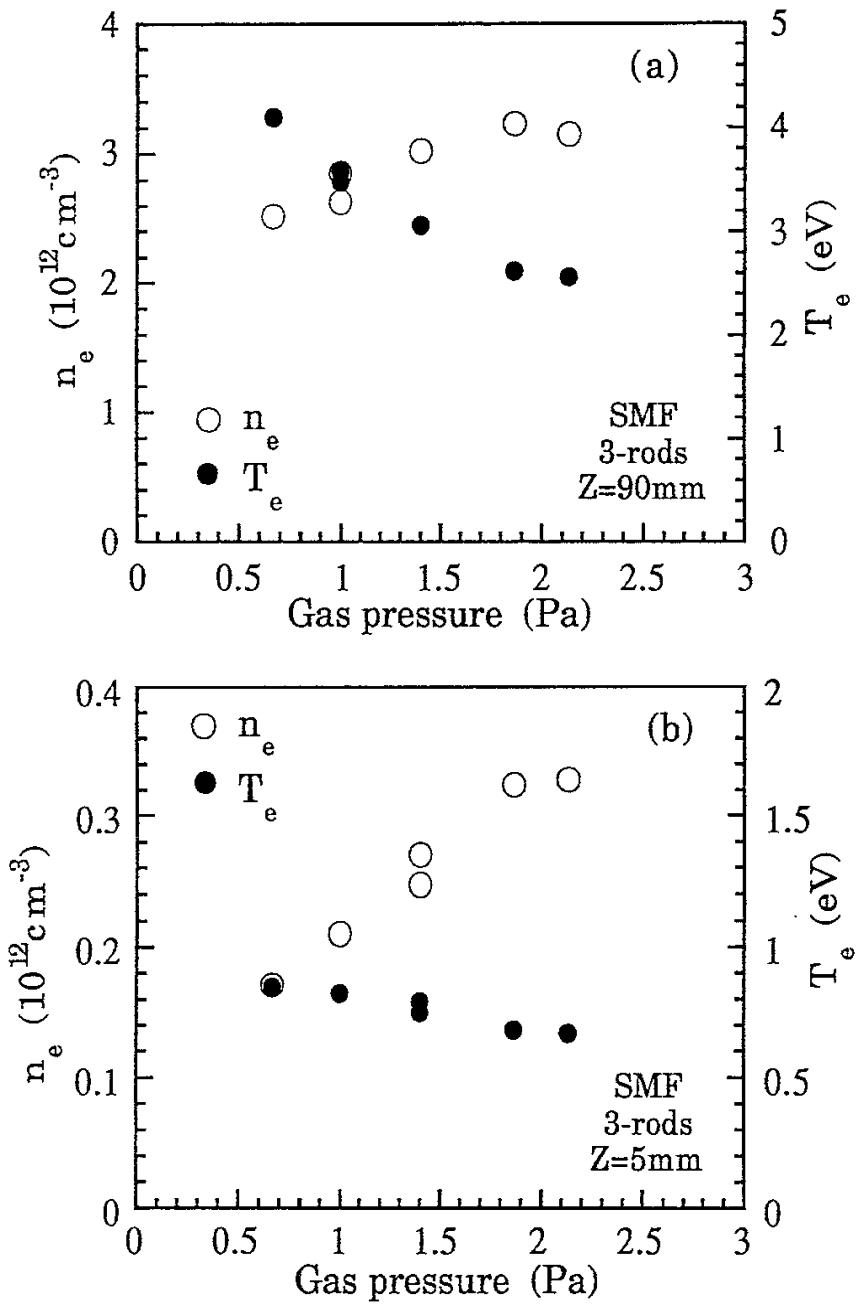 4
3
2
1
0
n_e (10^12 cm^-3)
5
4
3
2
1
0
T_e (eV)
(a)
n_e
T_e
SMF
3-rods
Z=90mm
0 0.5 1 1.5 2 2.5 3
Gas pressure (Pa)
0.4
0.3
0.2
0.1
0
n_e (10^12 cm^-3)
2
1.5
1
0.5
0
T_e (eV)
n_e
T_e
(b)
SMF
3-rods
Z=5mm
0 0.5 1 1.5 2 2.5 3
Gas pressure (Pa)